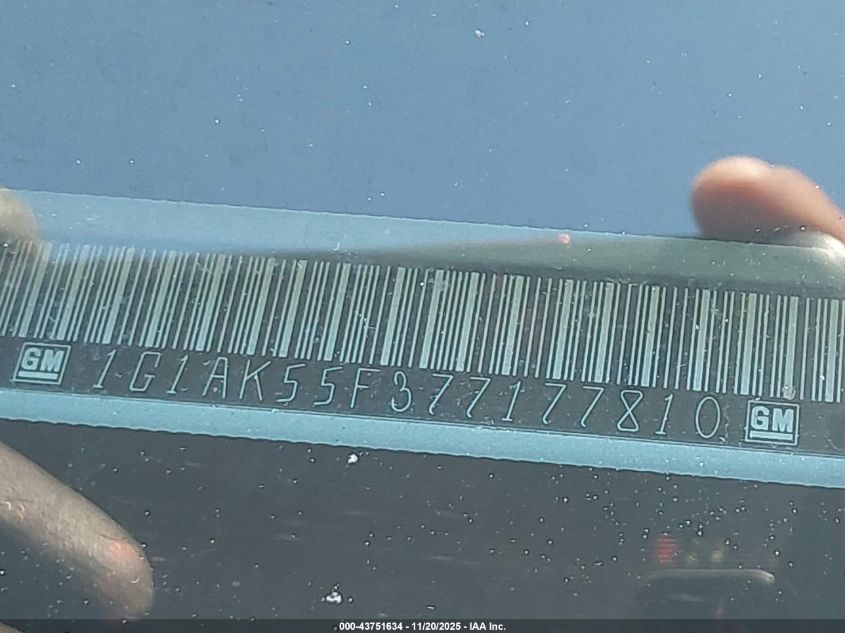 GM 1G1AK55F377177810 GM
000-43751634 - 11/20/2025 - IAA Inc.